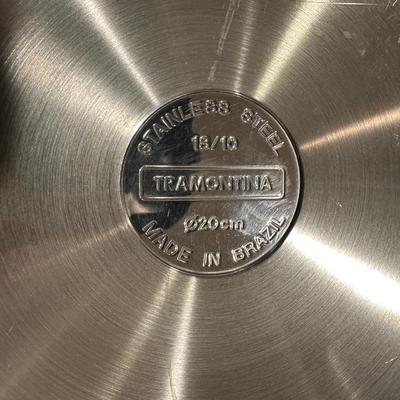 STAINLESS STEEL
18/10
TRAMONTINA
ø20cm
MADE IN BRAZIL